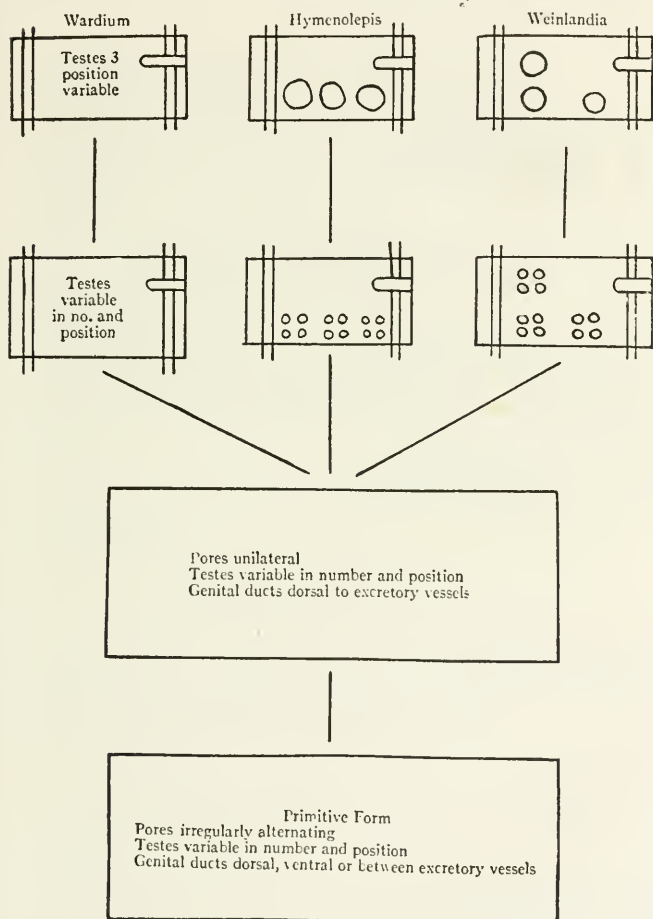 Wardium
Hymenolepis
Weinlandia
Testes 3
position
variable
Testes
variable
in no. and
position
Pores unilateral
Testes variable in number and position
Genital ducts dorsal to excretory vessels
Primitive Form
Pores irregularly alternating
Testes variable in number and position
Genital ducts dorsal, ventral or between excretory vessels